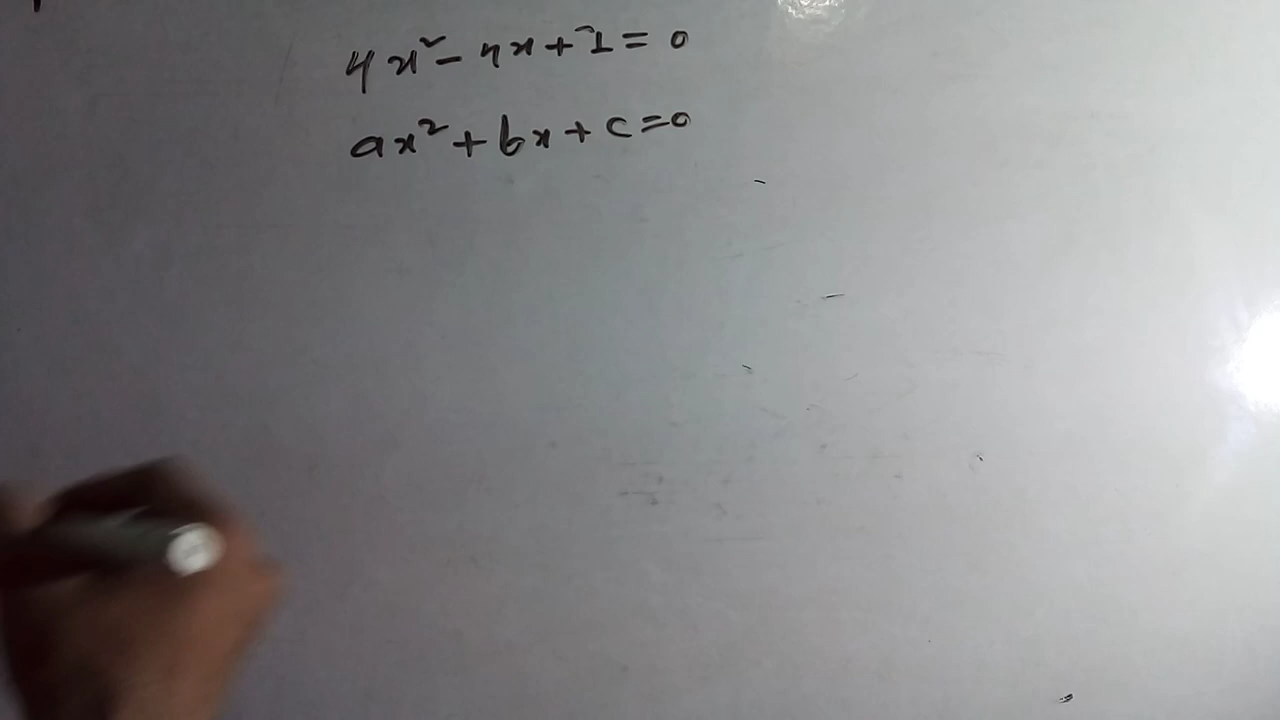 4x² - 4x + 1 = 0
ax² + bx + c = 0